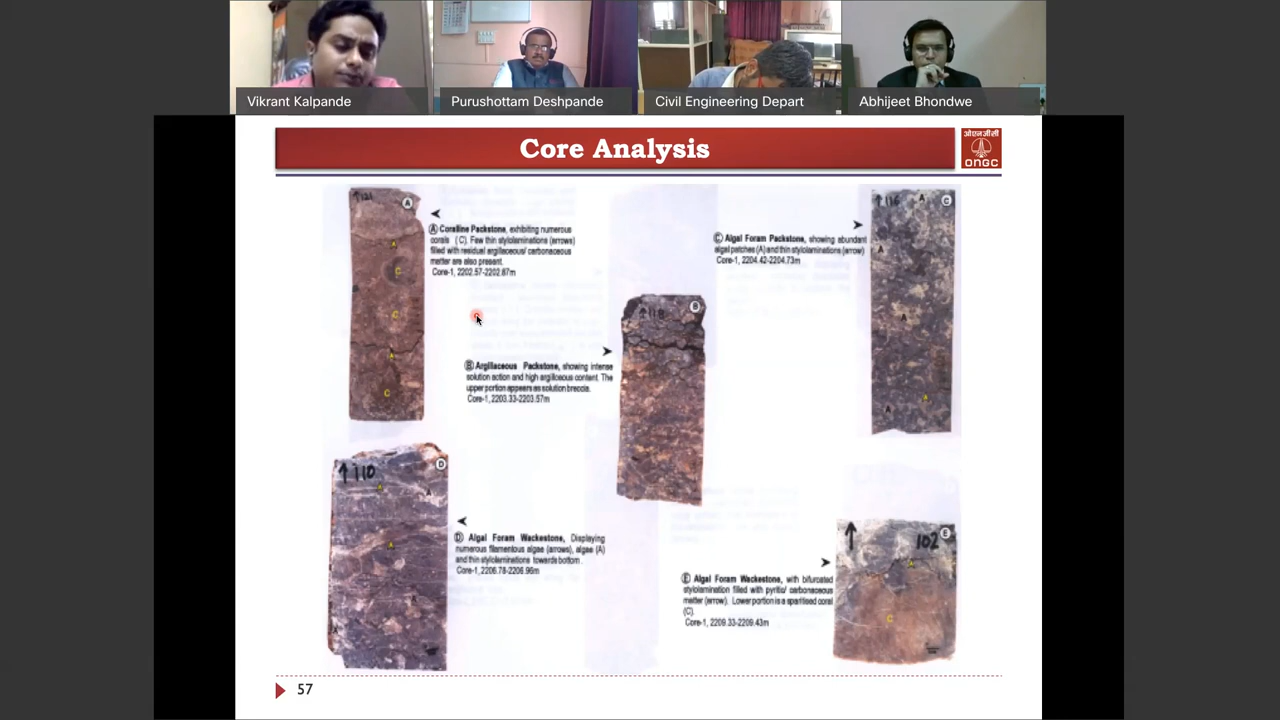 Vikrant Kalpande
Purushottam Deshpande
Civil Engineering Depart
Abhijeet Bhondwe
Core Analysis
ओएनजीसी
ONGC
↑121
A
A
C
C
A
C
Ⓐ Coralline Packstone, exhibiting numerous
corals (C). Few thin stylolaminations (arrows)
filled with residual argillaceous/ carbonaceous
matter are also present.
Core-1, 2202.57-2202.87m
↑118
B
Ⓑ Argillaceous Packstone, showing intense
solution action and high argillceous content. The
upper portion appears as solution breccia.
Core-1, 2203.33-2203.57m
Ⓒ Algal Foram Packstone, showing abundant
algal patches (A) and thin stylolaminations (arrow)
Core-1, 2204.42-2204.73m
↑116
A
C
A
A
A
A
↑110
D
A
A
A
A
Ⓓ Algal Foram Wackestone, Displaying
numerous filamentous algae (arrows), algae (A)
and thin stylolaminations towards bottom.
Core-1, 2206.78-2206.96m
Ⓔ Algal Foram Wackestone, with bifurcated
stylolamination filled with pyritis/ carbonaceous
matter (arrow). Lower portion is a sparitised coral
(C).
Core-1, 2209.33-2209.43m
↑
102
E
A
C
57